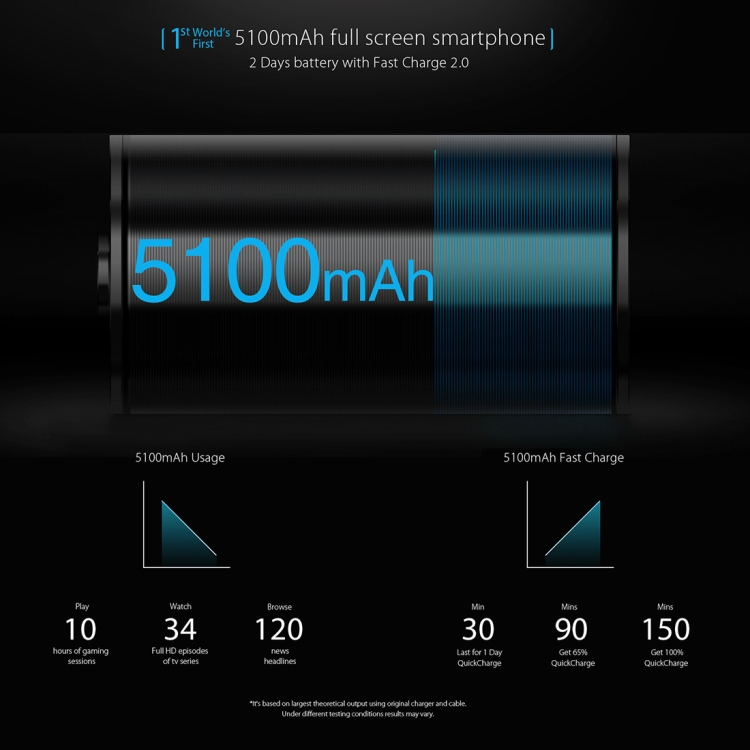 [ 1st World's First 5100mAh full screen smartphone ]
2 Days battery with Fast Charge 2.0
5100mAh
5100mAh Usage
5100mAh Fast Charge
Play
10
hours of gaming
sessions
Watch
34
Full HD episodes
of tv series
Browse
120
news
headlines
Min
30
Last for 1 Day
QuickCharge
Mins
90
Get 65%
QuickCharge
Mins
150
Get 100%
QuickCharge
*It's based on largest theoretical output using original charger and cable.
Under different testing conditions results may vary.